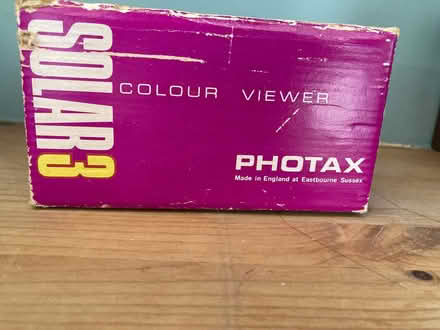 SOLAR 3
COLOUR VIEWER
PHOTAX
Made in England at Eastbourne Sussex